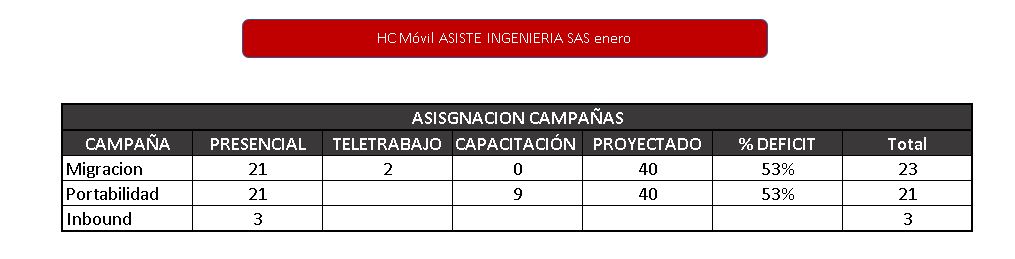 HC Móvil ASISTE INGENIERIA SAS enero
ASISGNACION CAMPAÑAS
CAMPAÑA PRESENCIAL TELETRABAJO CAPACITACIÓN PROYECTADO % DEFICIT Total
Migracion 21 2 0 40 53% 23
Portabilidad 21 9 40 53% 21
Inbound 3 3